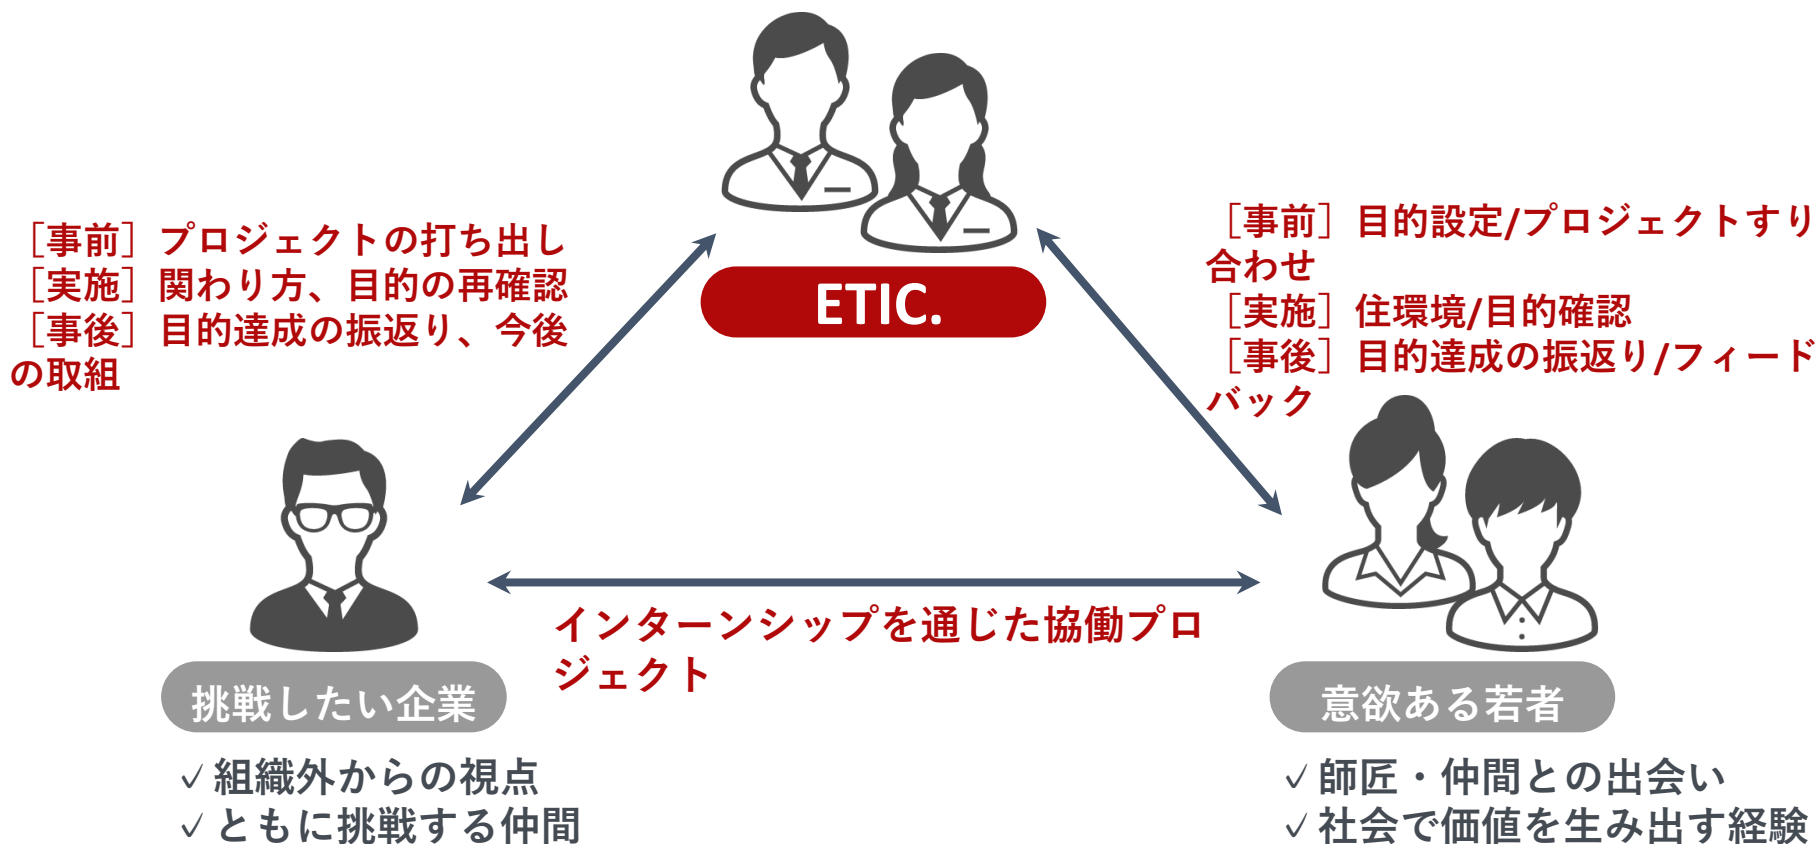 ［事前］プロジェクトの打ち出し
［実施］関わり方、目的の再確認
［事後］目的達成の振返り、今後
の取組
ETIC.
［事前］目的設定/プロジェクトすり
合わせ
［実施］住環境/目的確認
［事後］目的達成の振返り/フィード
バック
インターンシップを通じた協働プロ
ジェクト
挑戦したい企業
✓組織外からの視点
✓ともに挑戦する仲間
意欲ある若者
✓師匠・仲間との出会い
✓社会で価値を生み出す経験